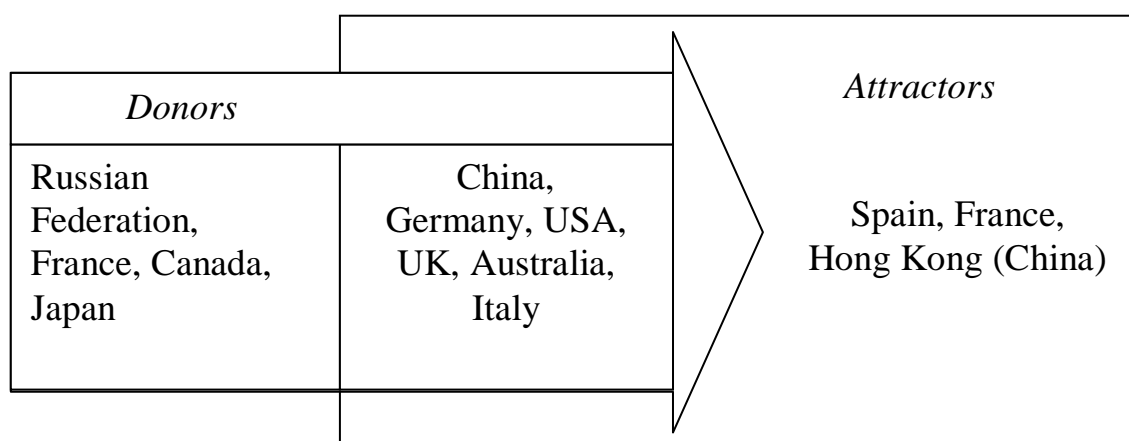 Donors
Attractors
Russian
Federation,
France, Canada,
Japan
China,
Germany, USA,
UK, Australia,
Italy
Spain, France,
Hong Kong (China)